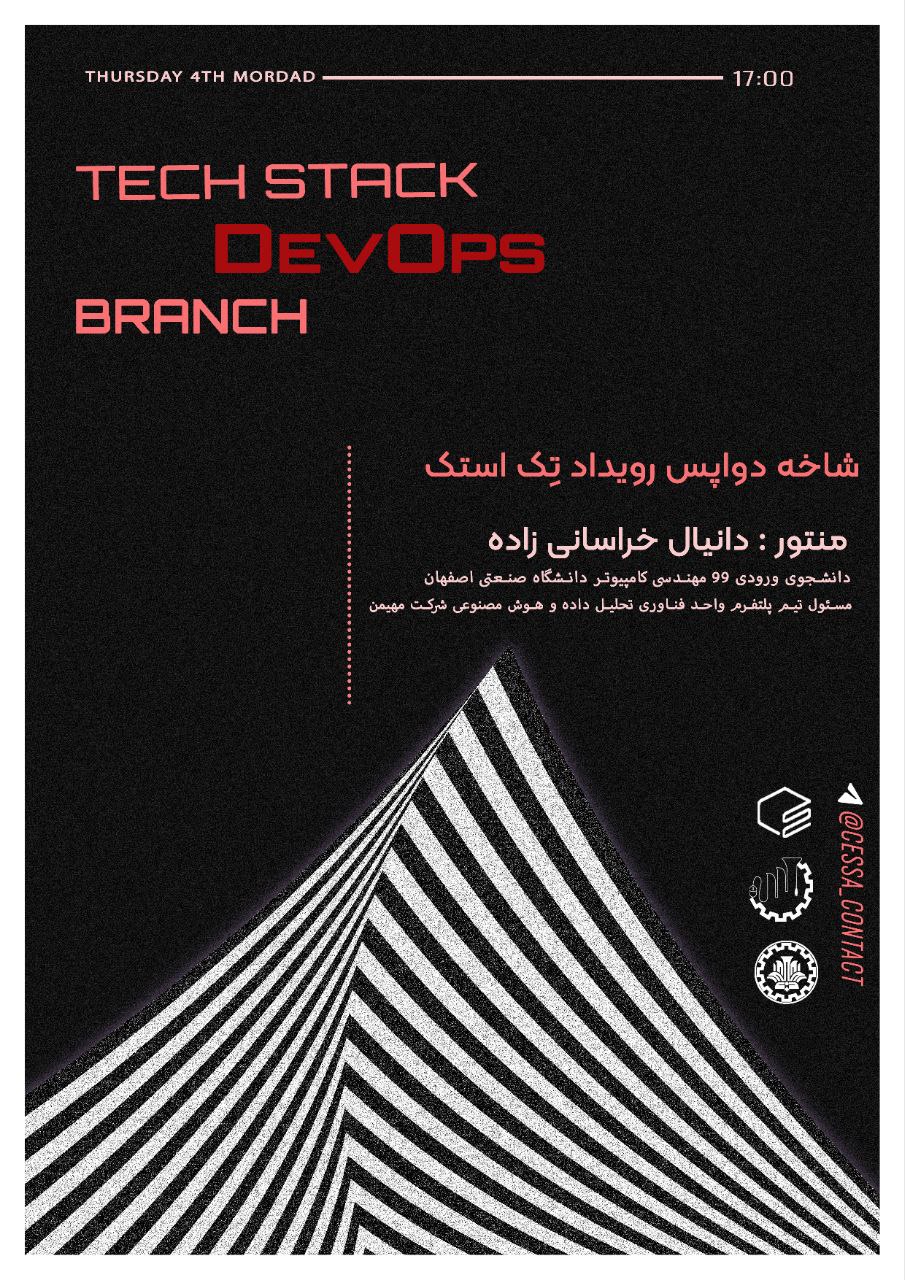 THURSDAY 4TH MORDAD 17:00
TECH STACK
DEVOPS
BRANCH
شاخه دواپس رویداد تِک استک
منتور : دانیال خراسانی زاده
دانشجوی ورودی 99 مهندسی کامپیوتر دانشگاه صنعتی اصفهان
مسئول تیم پلتفرم واحد فناوری تحلیل داده و هوش مصنوعی شرکت مهیمن
@CESSA_CONTACT